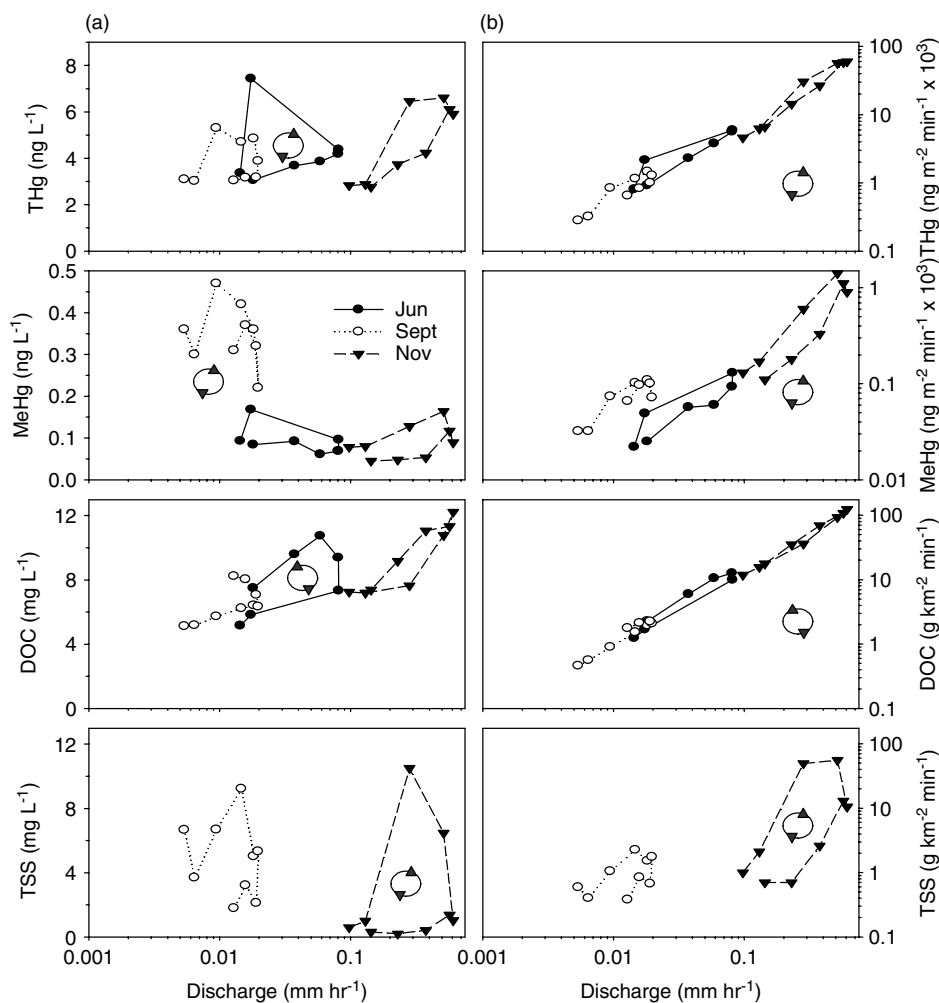 (a)
(b)
8
6
4
2
0
THg (ng L⁻¹)
100
10
1
0.1
THg (ng m⁻² min⁻¹ x 10³)
0.5
0.4
0.3
0.2
0.1
0.0
MeHg (ng L⁻¹)
Jun
Sept
Nov
1
0.1
0.01
MeHg (ng m⁻² min⁻¹ x 10³)
12
8
4
0
DOC (mg L⁻¹)
100
10
1
0.1
DOC (g km⁻² min⁻¹)
12
8
4
0
TSS (mg L⁻¹)
100
10
1
0.1
TSS (g km⁻² min⁻¹)
0.001 0.01 0.1 0.001 0.01 0.1
Discharge (mm hr⁻¹) Discharge (mm hr⁻¹)